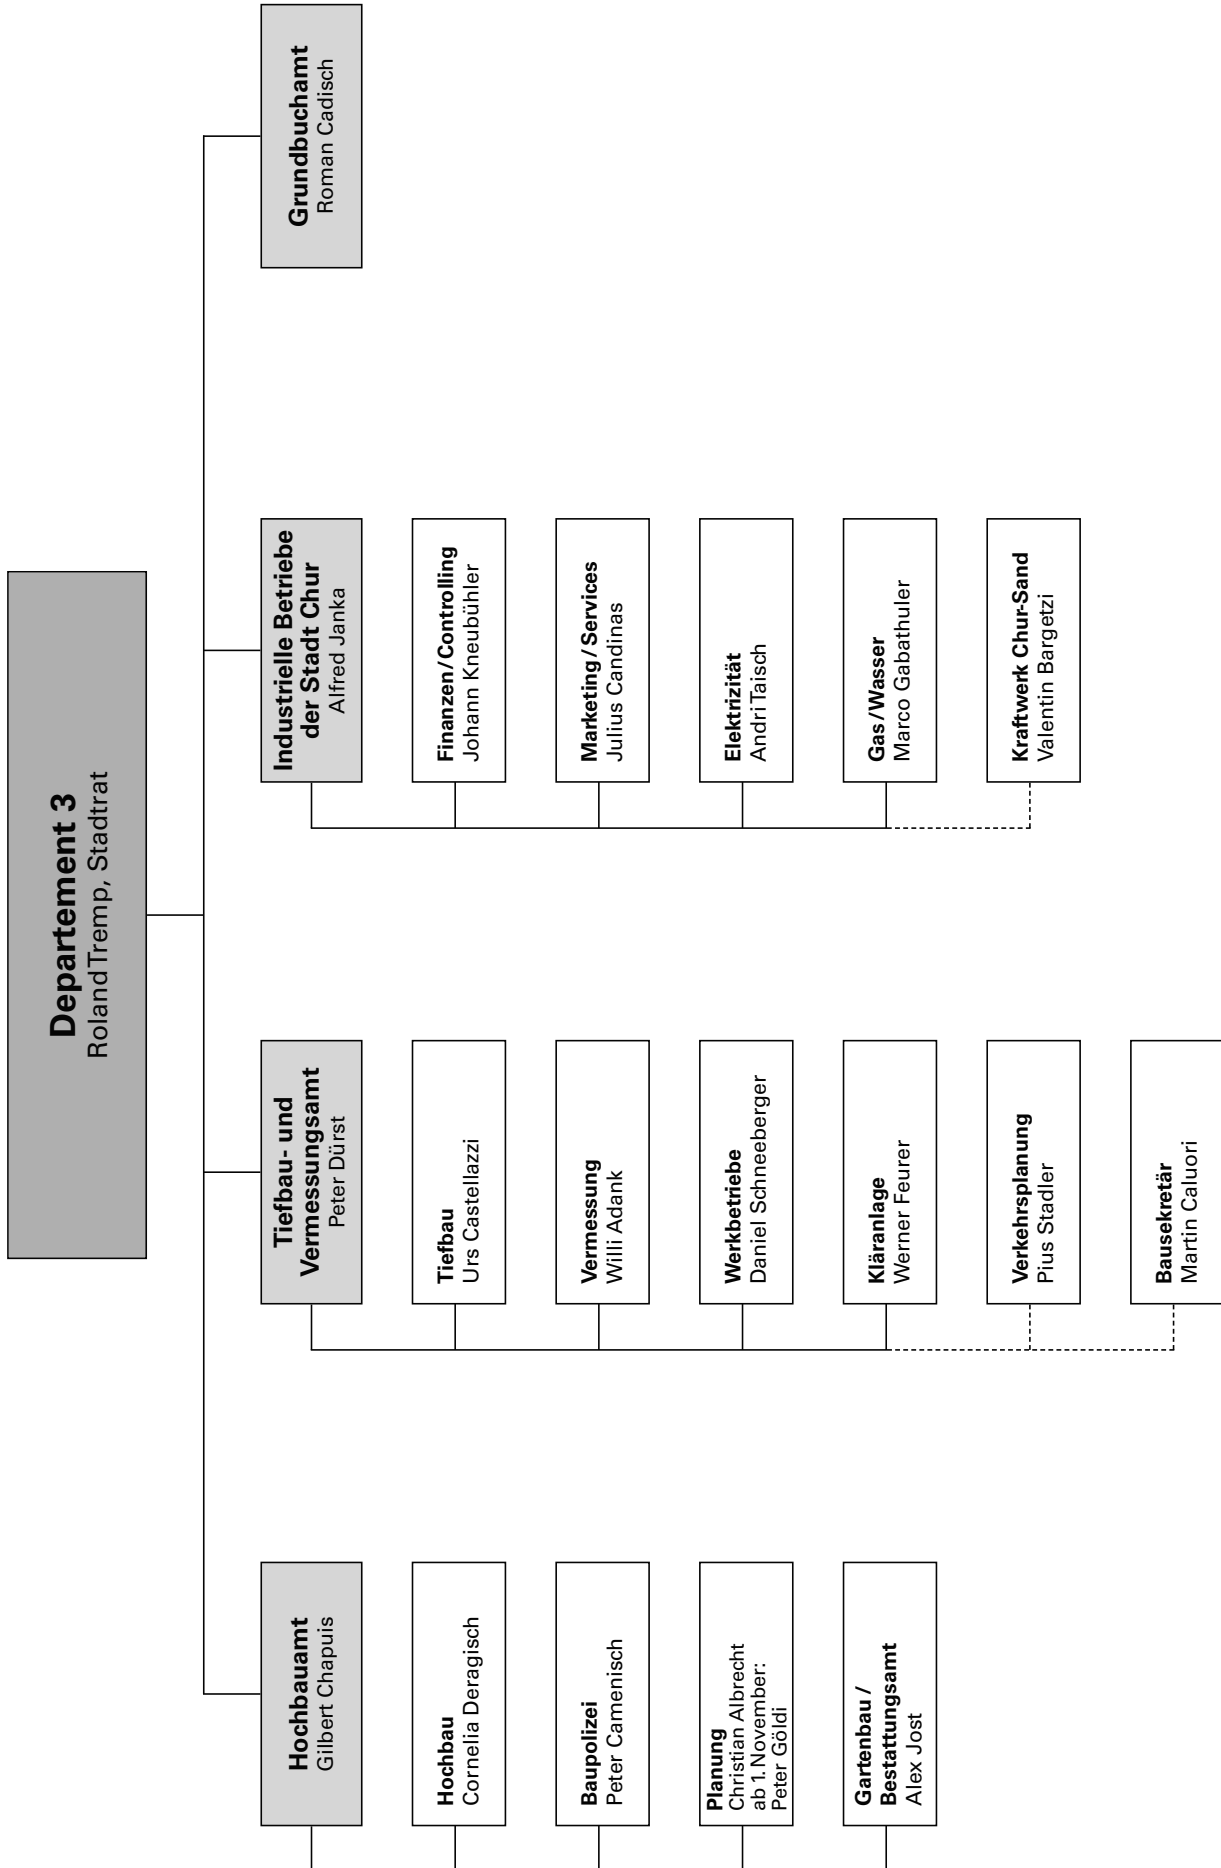 Departement 3
Roland Tremp, Stadtrat
Hochbauamt
Gilbert Chapuis
Hochbau
Cornelia Deragisch
Baupolizei
Peter Camenisch
Planung
Christian Albrecht
ab 1. November:
Peter Göldi
Gartenbau /
Bestattungsamt
Alex Jost
Tiefbau- und
Vermessungsamt
Peter Dürst
Tiefbau
Urs Castellazzi
Vermessung
Willi Adank
Werkbetriebe
Daniel Schneeberger
Kläranlage
Werner Feurer
Verkehrsplanung
Pius Stadler
Bausekretär
Martin Caluori
Industrielle Betriebe
der Stadt Chur
Alfred Janka
Finanzen/Controlling
Johann Kneubühler
Marketing/Services
Julius Candinas
Elektrizität
Andri Taisch
Gas/Wasser
Marco Gabathuler
Kraftwerk Chur-Sand
Valentin Bargetzi
Grundbuchamt
Roman Cadisch